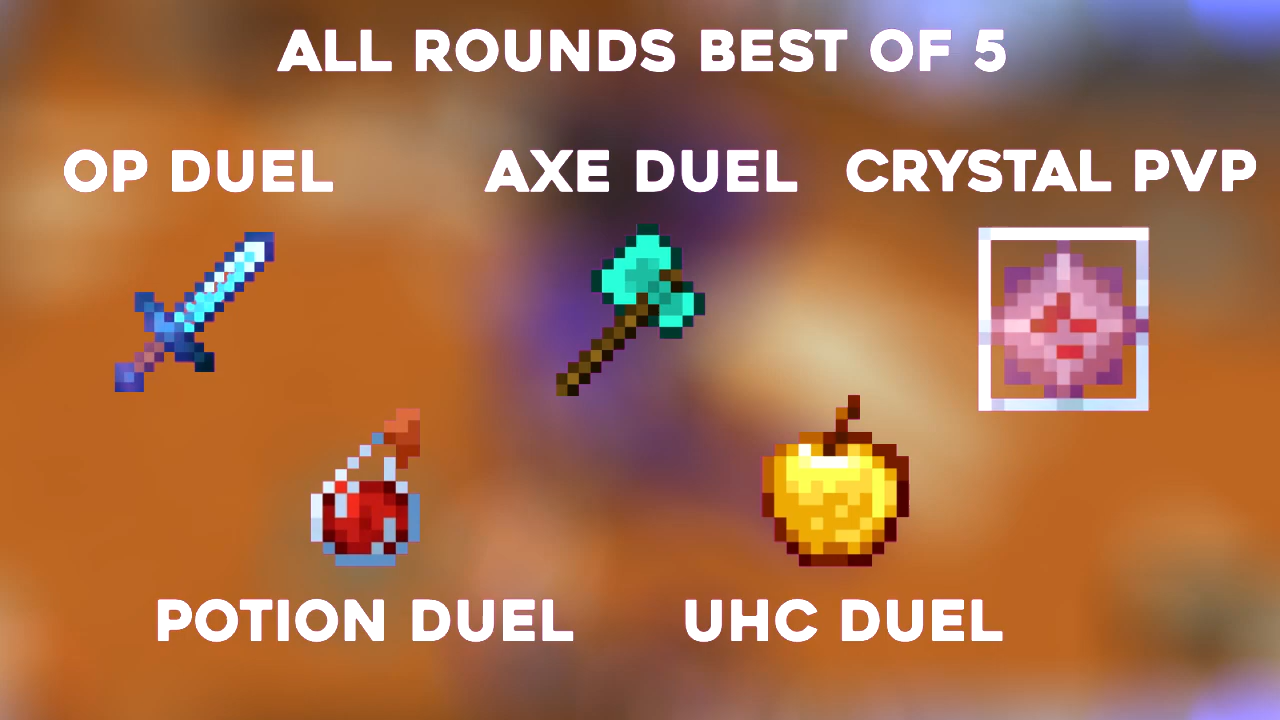 ALL ROUNDS BEST OF 5
OP DUEL
AXE DUEL
CRYSTAL PVP
POTION DUEL
UHC DUEL